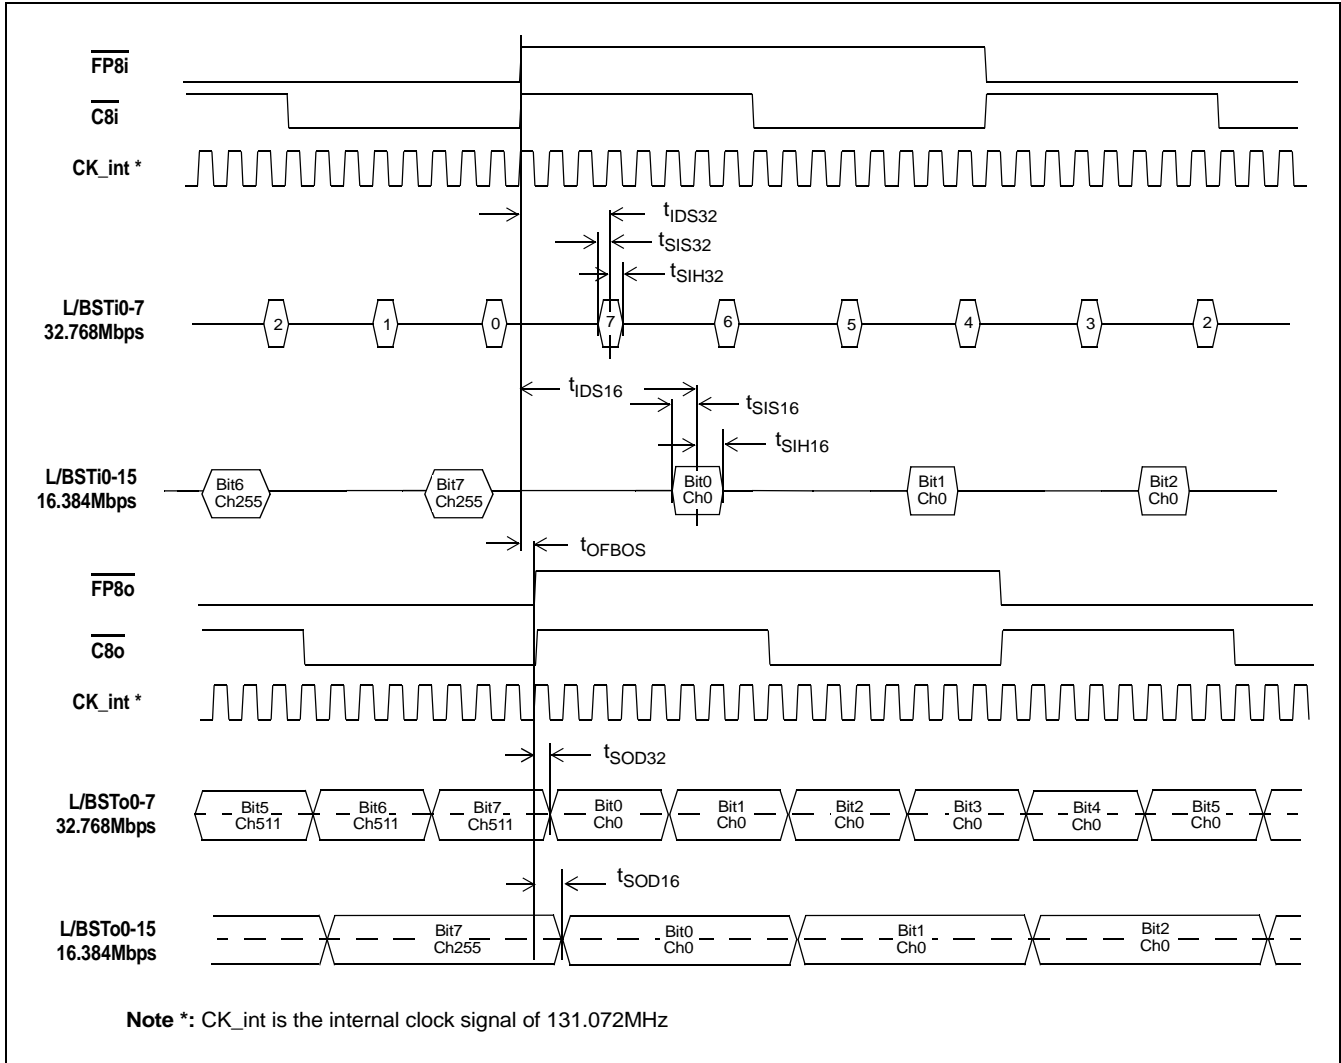 FP8i
C8i
CK_int *
tIDS32
tSIS32
tSIH32
L/BSTi0-7
32.768Mbps
2 1 0 7 6 5 4 3 2
tIDS16
tSIS16
tSIH16
L/BSTi0-15
16.384Mbps
Bit6 Ch255
Bit7 Ch255
Bit0 Ch0
Bit1 Ch0
Bit2 Ch0
tOFBOS
FP8o
C8o
CK_int *
tSOD32
L/BSTo0-7
32.768Mbps
Bit5 Ch511
Bit6 Ch511
Bit7 Ch511
Bit0 Ch0
Bit1 Ch0
Bit2 Ch0
Bit3 Ch0
Bit4 Ch0
Bit5 Ch0
tSOD16
L/BSTo0-15
16.384Mbps
Bit7 Ch255
Bit0 Ch0
Bit1 Ch0
Bit2 Ch0
Note *: CK_int is the internal clock signal of 131.072MHz